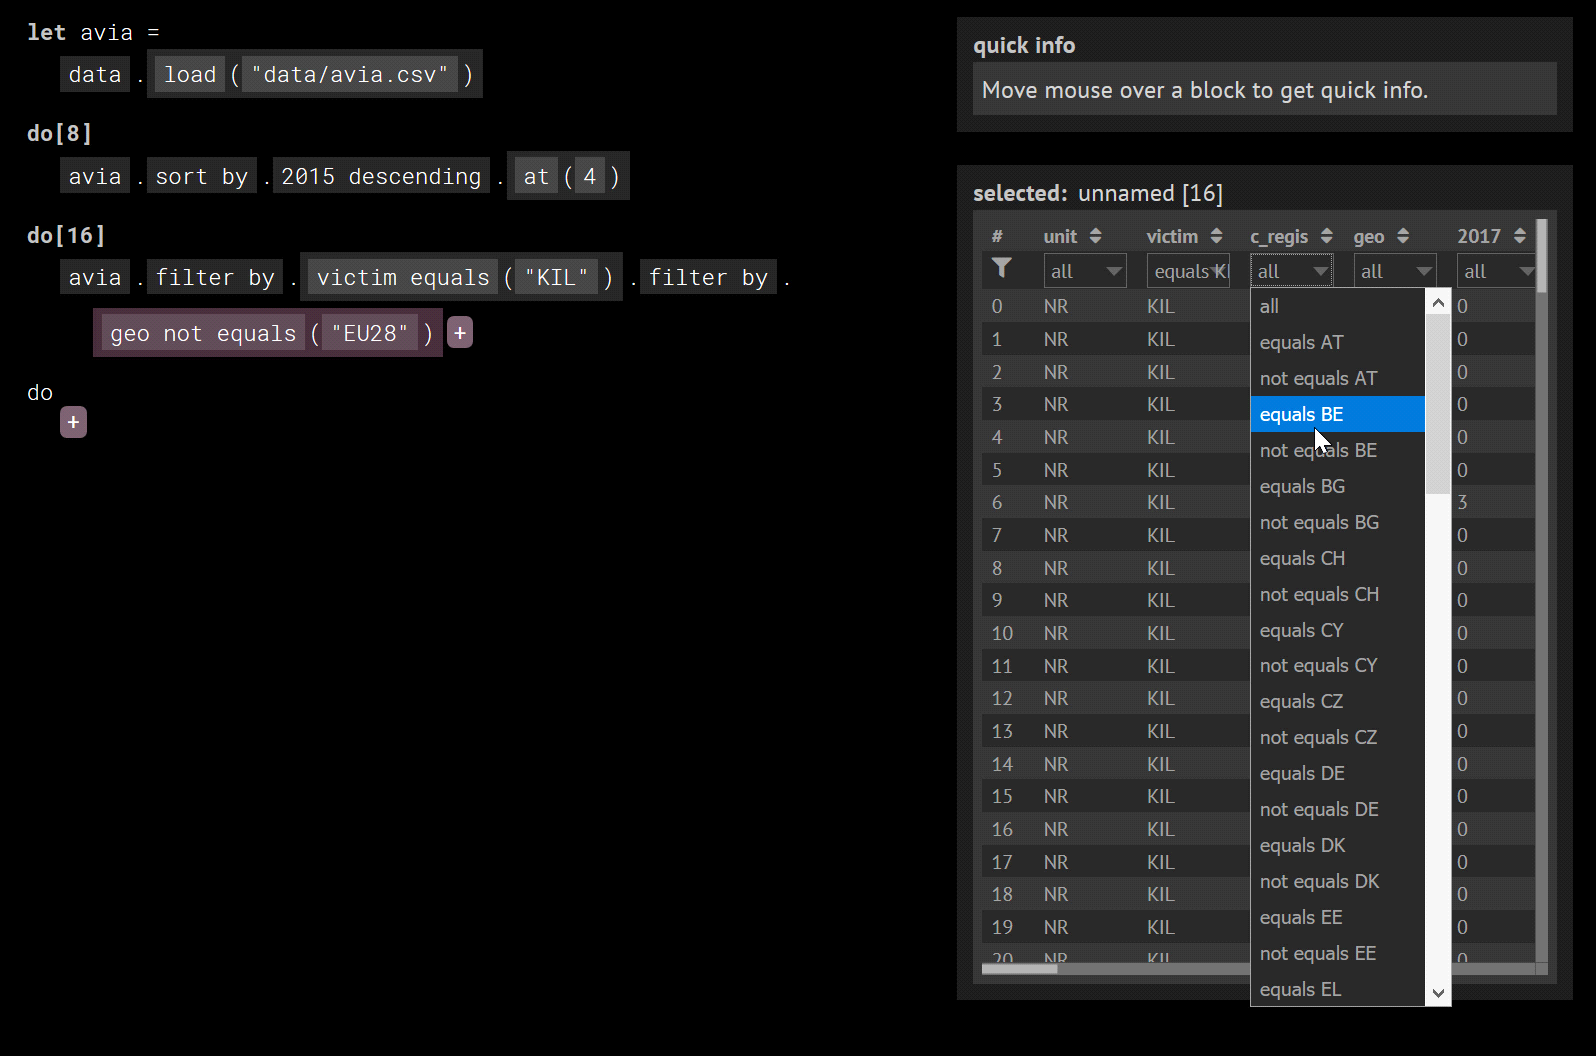 let avia =
data . load ( "data/avia.csv" )
do[8]
avia . sort by . 2015 descending . at ( 4 )
do[16]
avia . filter by . victim equals ( "KIL" ) . filter by .
geo not equals ( "EU28" ) +
do
+
quick info
Move mouse over a block to get quick info.
selected: unnamed [16]
# unit victim c_regis geo 2017
all equals KI all all all
0 NR KIL 0
1 NR KIL 0
2 NR KIL 0
3 NR KIL 0
4 NR KIL 0
5 NR KIL 0
6 NR KIL 3
7 NR KIL 0
8 NR KIL 0
9 NR KIL 0
10 NR KIL 0
11 NR KIL 0
12 NR KIL 0
13 NR KIL 0
14 NR KIL 0
15 NR KIL 0
16 NR KIL 0
17 NR KIL 0
18 NR KIL 0
19 NR KIL 0
20 NR KIL 0
all
equals AT
not equals AT
equals BE
not equals BE
equals BG
not equals BG
equals CH
not equals CH
equals CY
not equals CY
equals CZ
not equals CZ
equals DE
not equals DE
equals DK
not equals DK
equals EE
not equals EE
equals EL